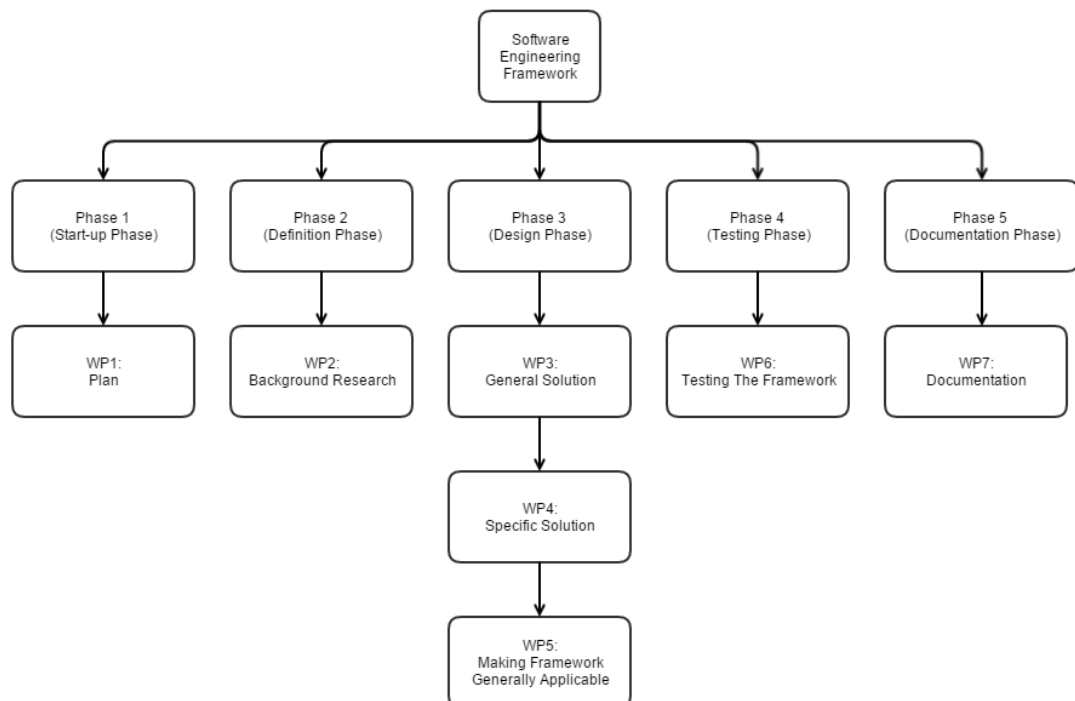 Software
Engineering
Framework
Phase 1
(Start-up Phase)
Phase 2
(Definition Phase)
Phase 3
(Design Phase)
Phase 4
(Testing Phase)
Phase 5
(Documentation Phase)
WP1:
Plan
WP2:
Background Research
WP3:
General Solution
WP6:
Testing The Framework
WP7:
Documentation
WP4:
Specific Solution
WP5:
Making Framework
Generally Applicable